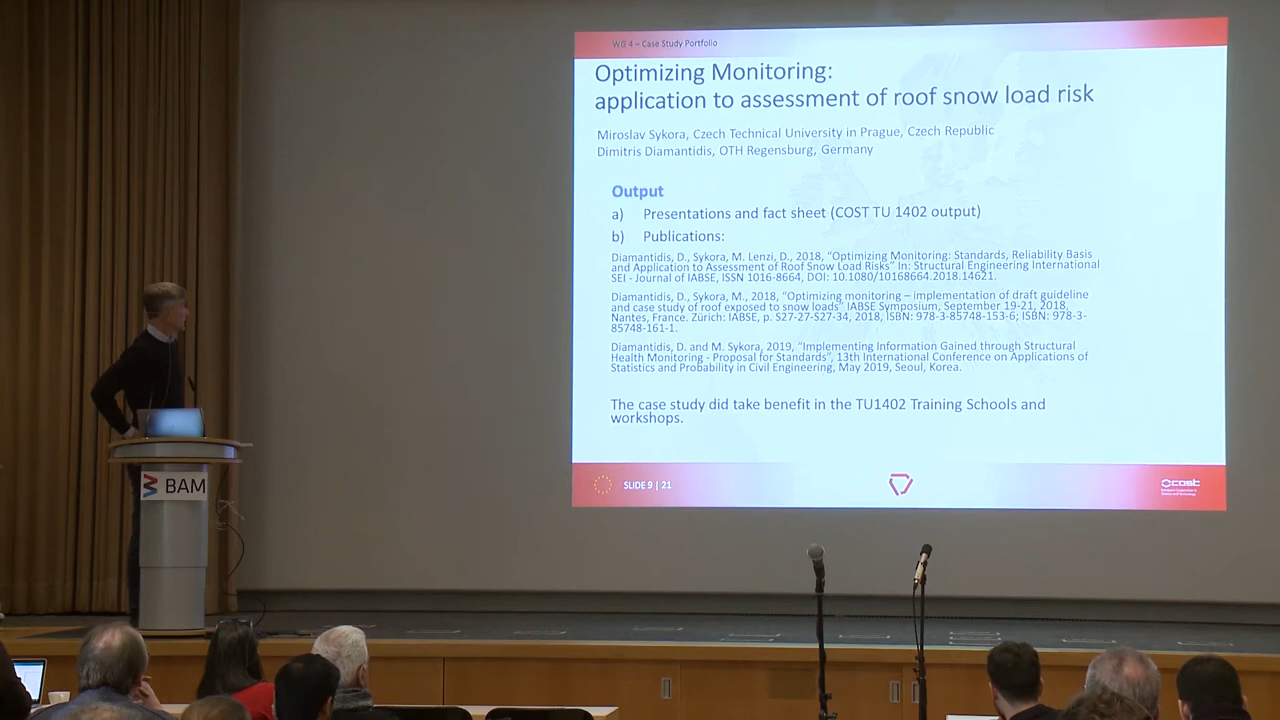 WG 4 – Case Study Portfolio
Optimizing Monitoring:
application to assessment of roof snow load risk
Miroslav Sykora, Czech Technical University in Prague, Czech Republic
Dimitris Diamantidis, OTH Regensburg, Germany
Output
a) Presentations and fact sheet (COST TU 1402 output)
b) Publications:
Diamantidis, D., Sykora, M. Lenzi, D., 2018, “Optimizing Monitoring: Standards, Reliability Basis
and Application to Assessment of Roof Snow Load Risks” In: Structural Engineering International
SEI - Journal of IABSE, ISSN 1016-8664, DOI: 10.1080/10168664.2018.14621.
Diamantidis, D., Sykora, M., 2018, “Optimizing monitoring – implementation of draft guideline
and case study of roof exposed to snow loads” IABSE Symposium, September 19-21, 2018,
Nantes, France. Zürich: IABSE, p. S27-27-S27-34, 2018, ISBN: 978-3-85748-153-6; ISBN: 978-3-
85748-161-1.
Diamantidis, D. and M. Sykora, 2019, “Implementing Information Gained through Structural
Health Monitoring - Proposal for Standards”, 13th International Conference on Applications of
Statistics and Probability in Civil Engineering, May 2019, Seoul, Korea.
The case study did take benefit in the TU1402 Training Schools and
workshops.
SLIDE 9 | 21
cost
BAM